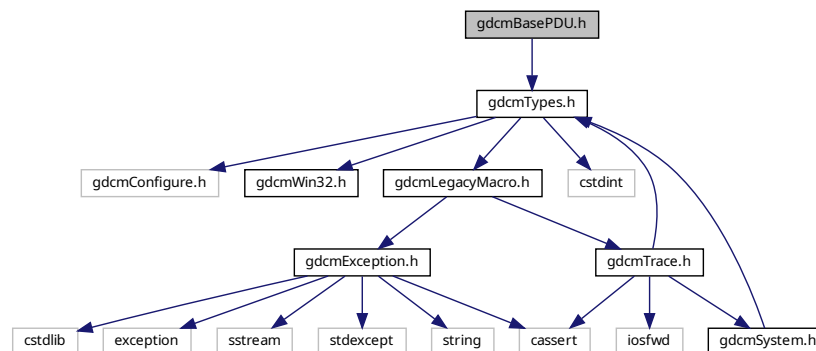 gdcmBasePDU.h
gdcmTypes.h
gdcmConfigure.h
gdcmWin32.h
gdcmLegacyMacro.h
cstdint
gdcmException.h
gdcmTrace.h
cstdlib
exception
sstream
stdexcept
string
cassert
iosfwd
gdcmSystem.h